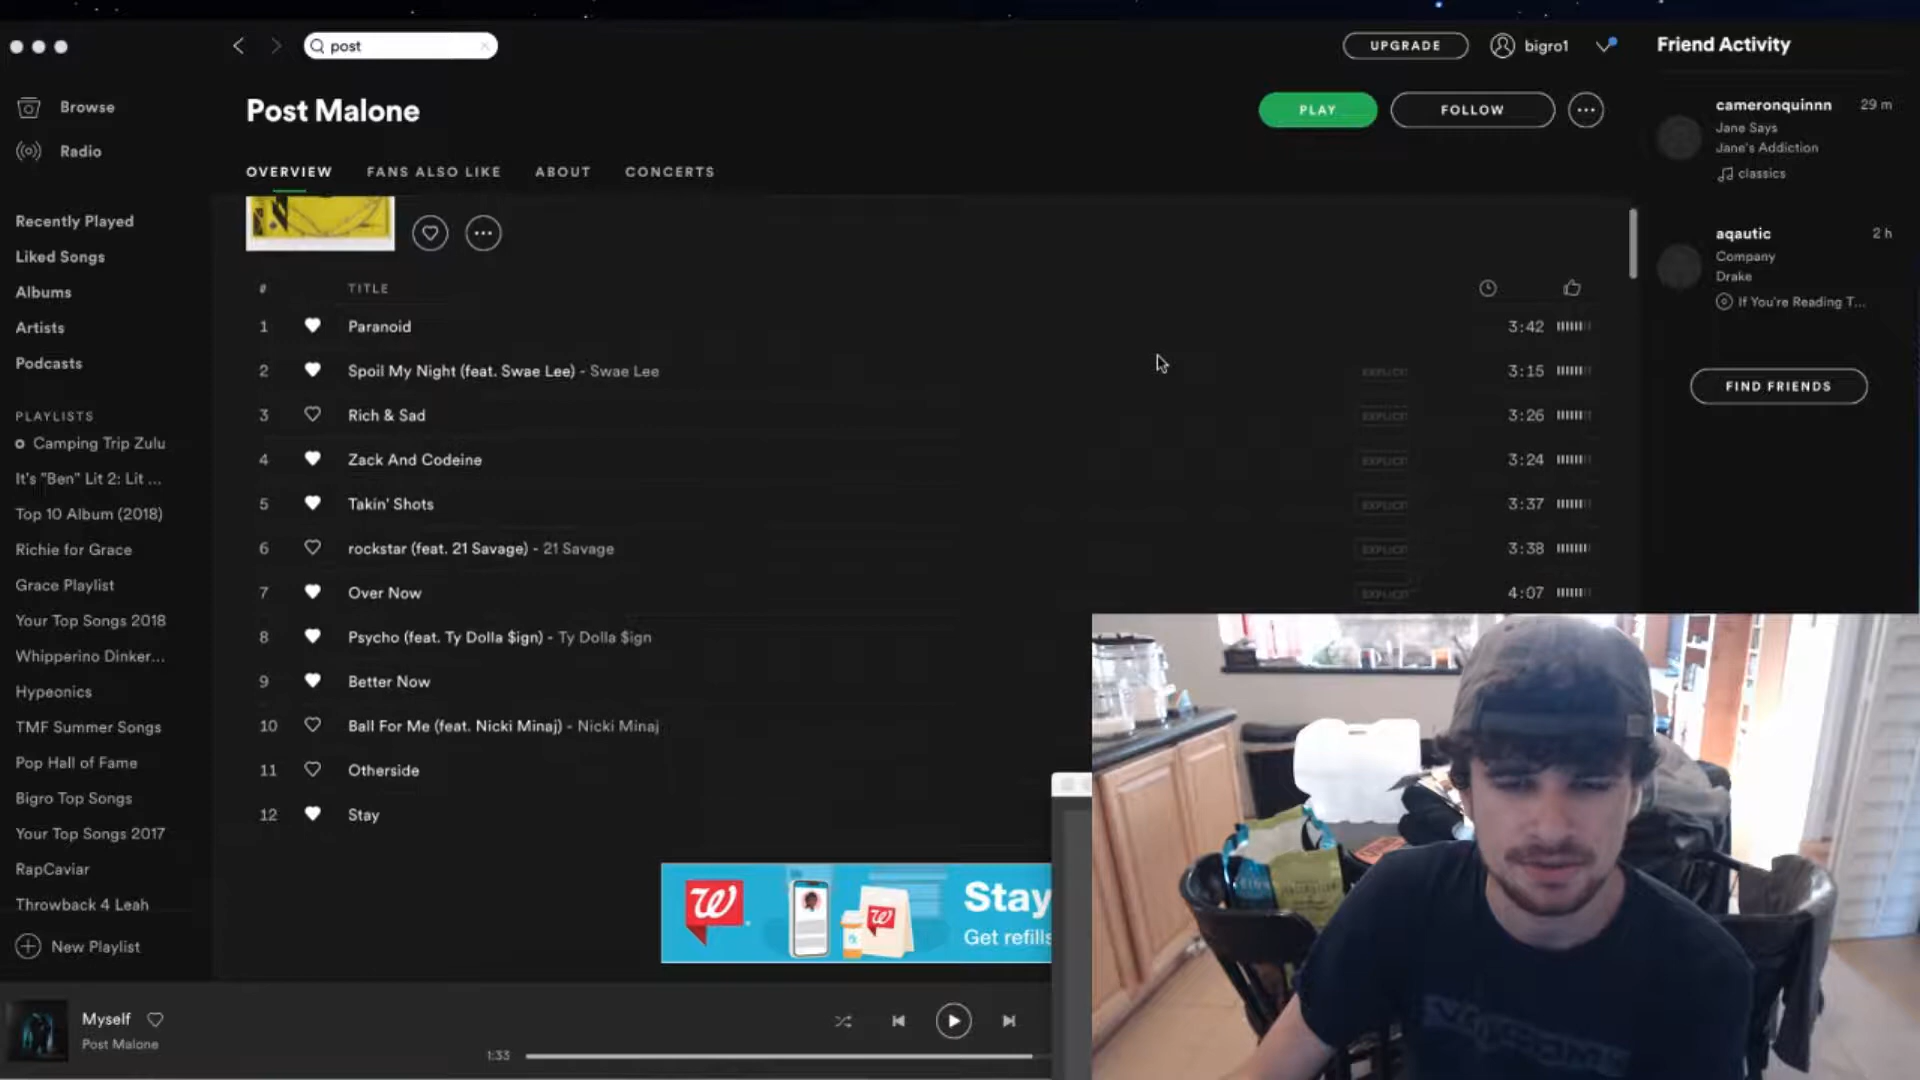 post
UPGRADE
bigro1
Friend Activity
Browse
Radio
Post Malone
PLAY
FOLLOW
OVERVIEW
FANS ALSO LIKE
ABOUT
CONCERTS
Recently Played
Liked Songs
Albums
Artists
Podcasts
PLAYLISTS
Camping Trip Zulu
It's "Ben" Lit 2: Lit ...
Top 10 Album (2018)
Richie for Grace
Grace Playlist
Your Top Songs 2018
Whipperino Dinker...
Hypeonics
TMF Summer Songs
Pop Hall of Fame
Bigro Top Songs
Your Top Songs 2017
RapCaviar
Throwback 4 Leah
New Playlist
# TITLE
1 Paranoid 3:42
2 Spoil My Night (feat. Swae Lee) - Swae Lee EXPLICIT 3:15
3 Rich & Sad EXPLICIT 3:26
4 Zack And Codeine EXPLICIT 3:24
5 Takin' Shots EXPLICIT 3:37
6 rockstar (feat. 21 Savage) - 21 Savage EXPLICIT 3:38
7 Over Now EXPLICIT 4:07
8 Psycho (feat. Ty Dolla $ign) - Ty Dolla $ign
9 Better Now
10 Ball For Me (feat. Nicki Minaj) - Nicki Minaj
11 Otherside
12 Stay
cameronquinnn 29 m
Jane Says
Jane's Addiction
classics
aqautic 2 h
Company
Drake
If You're Reading T...
FIND FRIENDS
W
W
Stay
Get refills
Myself
Post Malone
1:33